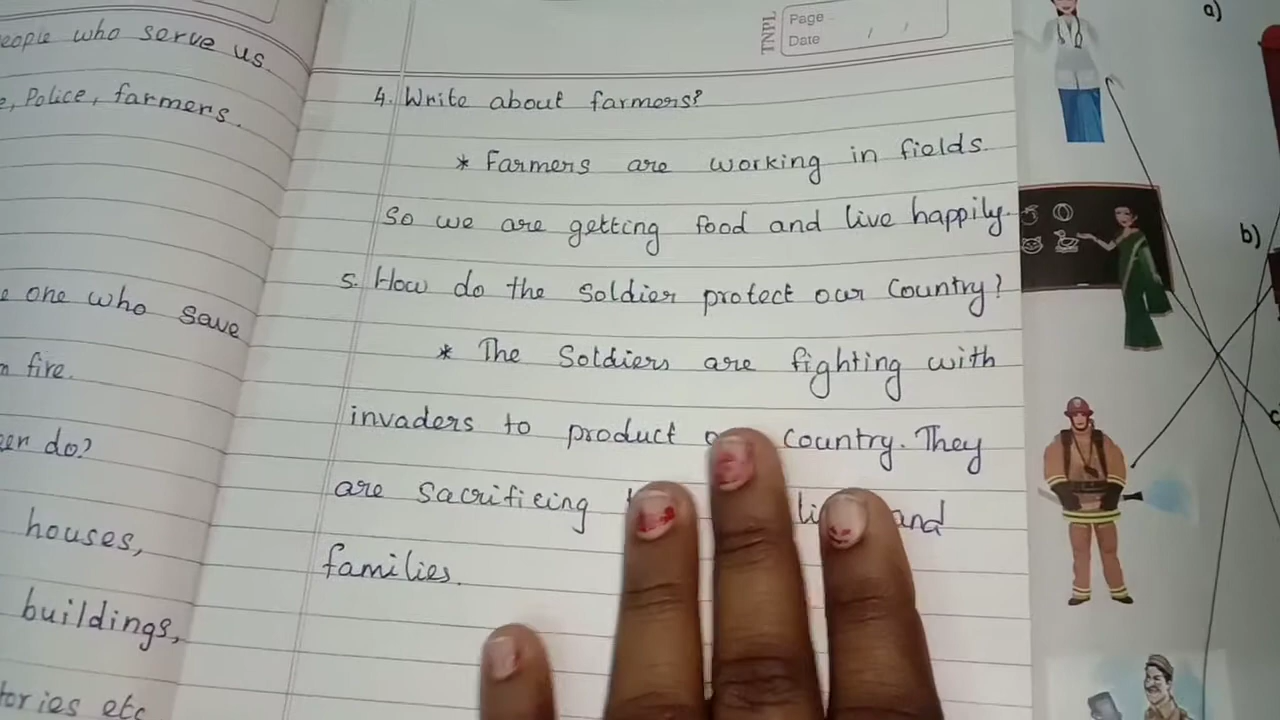 eople who serve us.
e, Police, farmers.
e one who save
n fire.
en do?
houses,
buildings,
tories etc
TNPL
Page
Date / /
4. Write about farmers?
* Farmers are working in fields.
So we are getting food and live happily.
5. How do the Soldier protect our Country?
* The Soldiers are fighting with
invaders to product country. They
are Sacrificing li and
families.
a)
b)